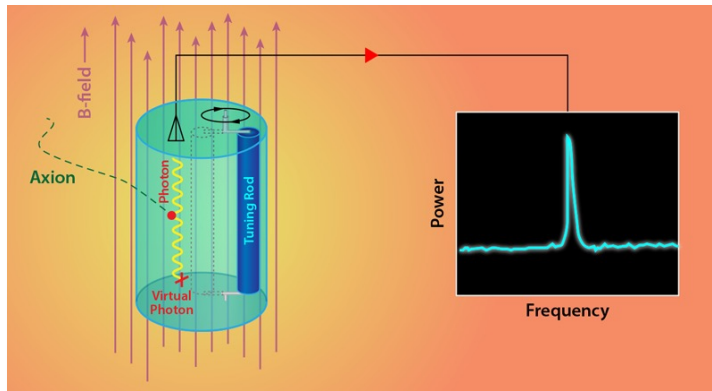 B-field
Axion
Photon
Tuning Rod
Virtual
Photon
Power
Frequency